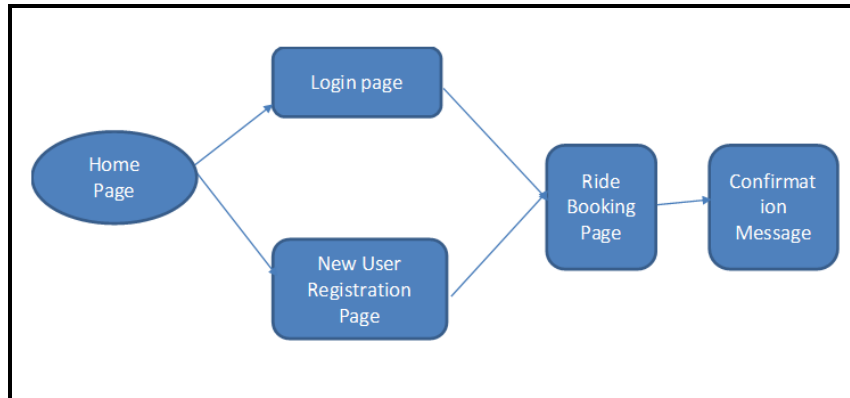 Home
Page
Login page
New User
Registration
Page
Ride
Booking
Page
Confirmat
ion
Message